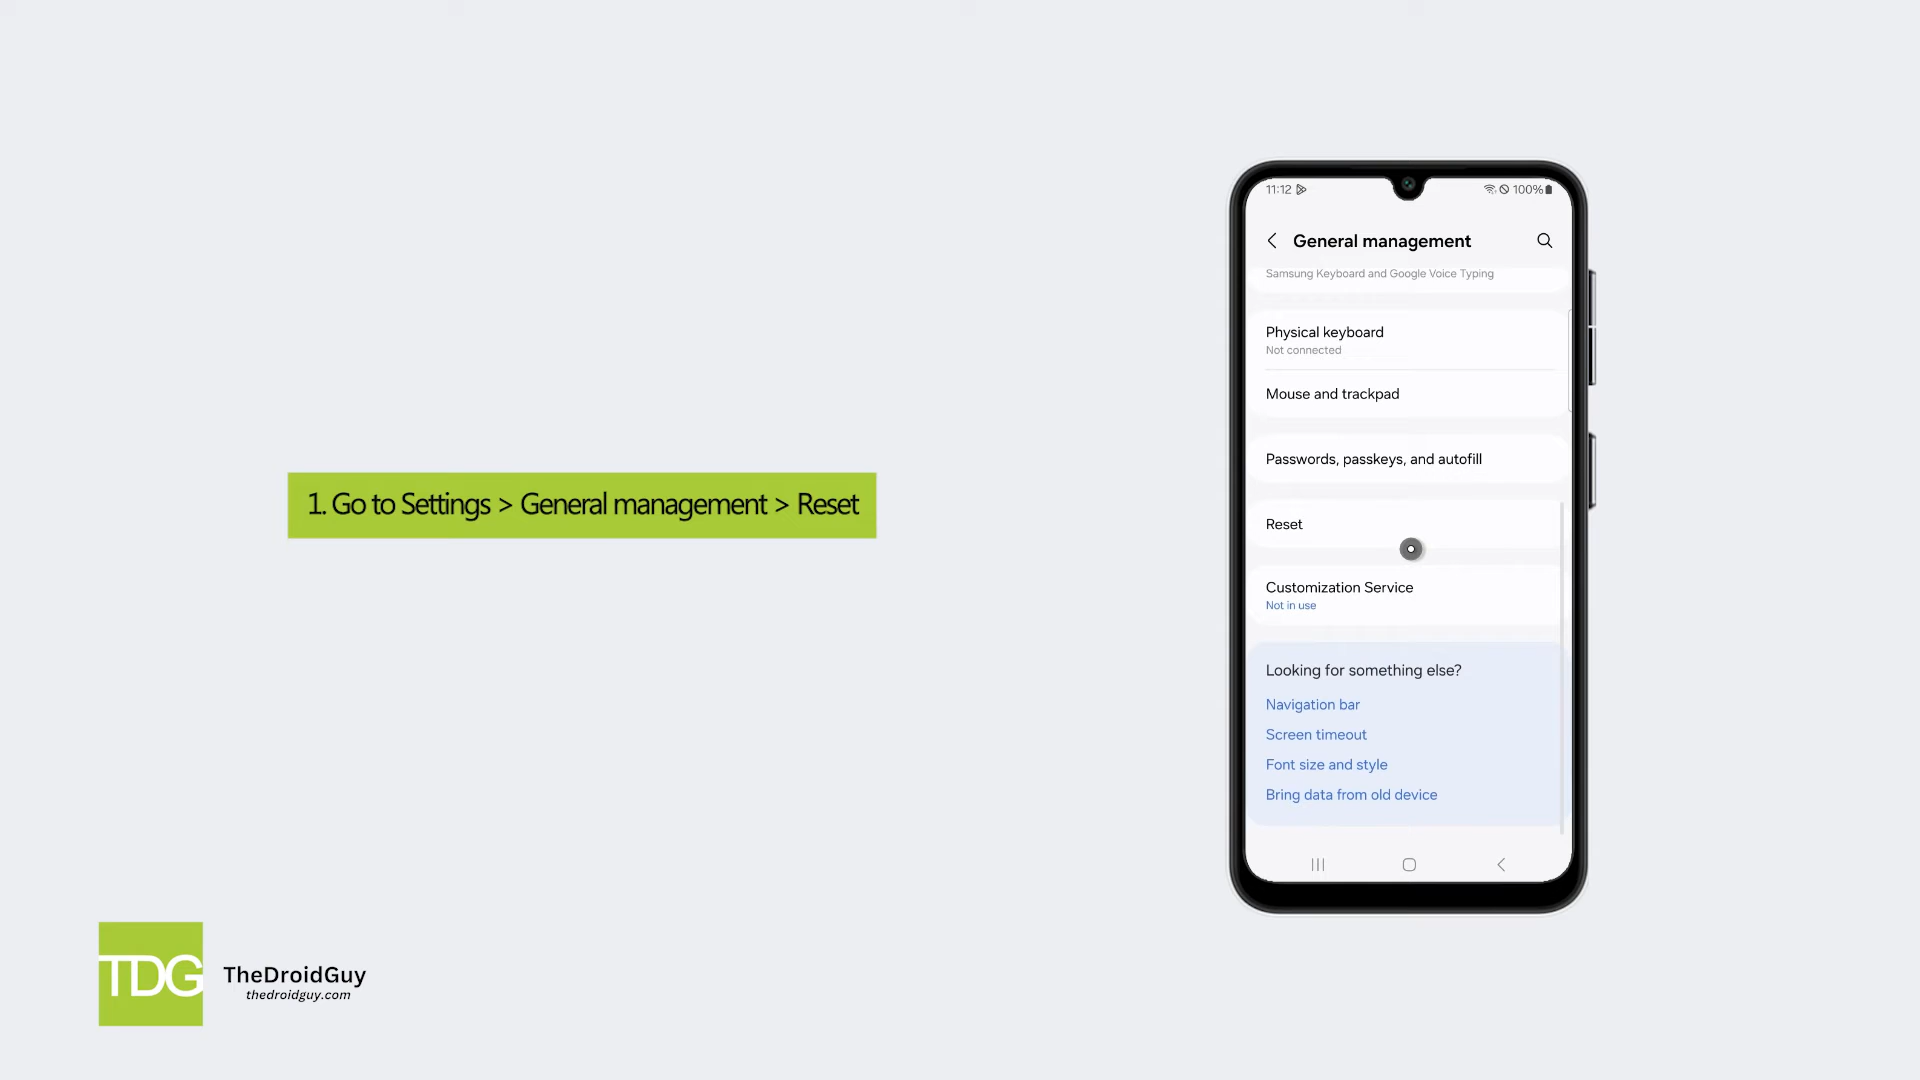 1. Go to Settings > General management > Reset
11:12
100%
General management
Samsung Keyboard and Google Voice Typing
Physical keyboard
Not connected
Mouse and trackpad
Passwords, passkeys, and autofill
Reset
Customization Service
Not in use
Looking for something else?
Navigation bar
Screen timeout
Font size and style
Bring data from old device
TDG
TheDroidGuy
thedroidguy.com